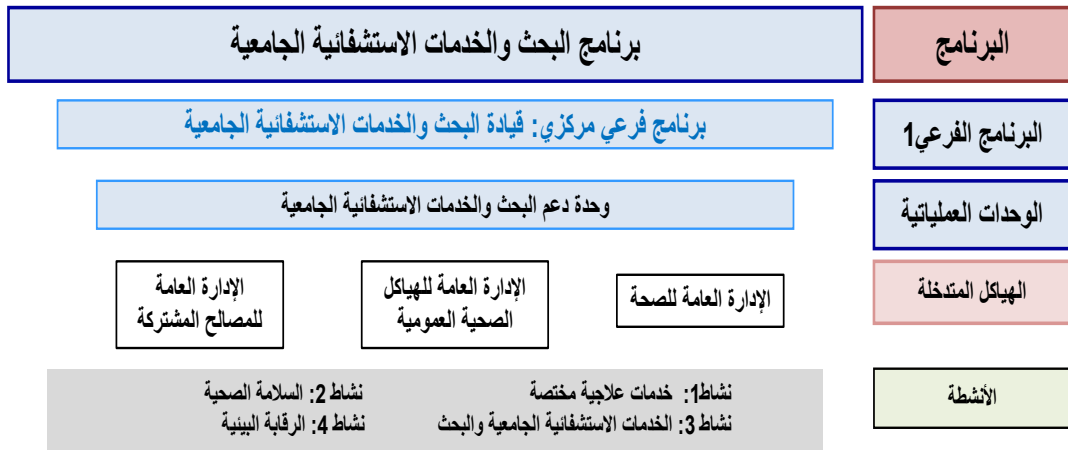 البرنامج
برنامج البحث والخدمات الاستشفائية الجامعية
البرنامج الفرعي1
برنامج فرعي مركزي: قيادة البحث والخدمات الاستشفائية الجامعية
الوحدات العملياتية
وحدة دعم البحث والخدمات الاستشفائية الجامعية
الهياكل المتدخلة
الإدارة العامة للصحة
الإدارة العامة للهياكل
الصحية العمومية
الإدارة العامة
للمصالح المشتركة
الأنشطة
نشاط1: خدمات علاجية مختصة
نشاط 2: السلامة الصحية
نشاط 3: الخدمات الاستشفائية الجامعية والبحث
نشاط 4: الرقابة البيئية